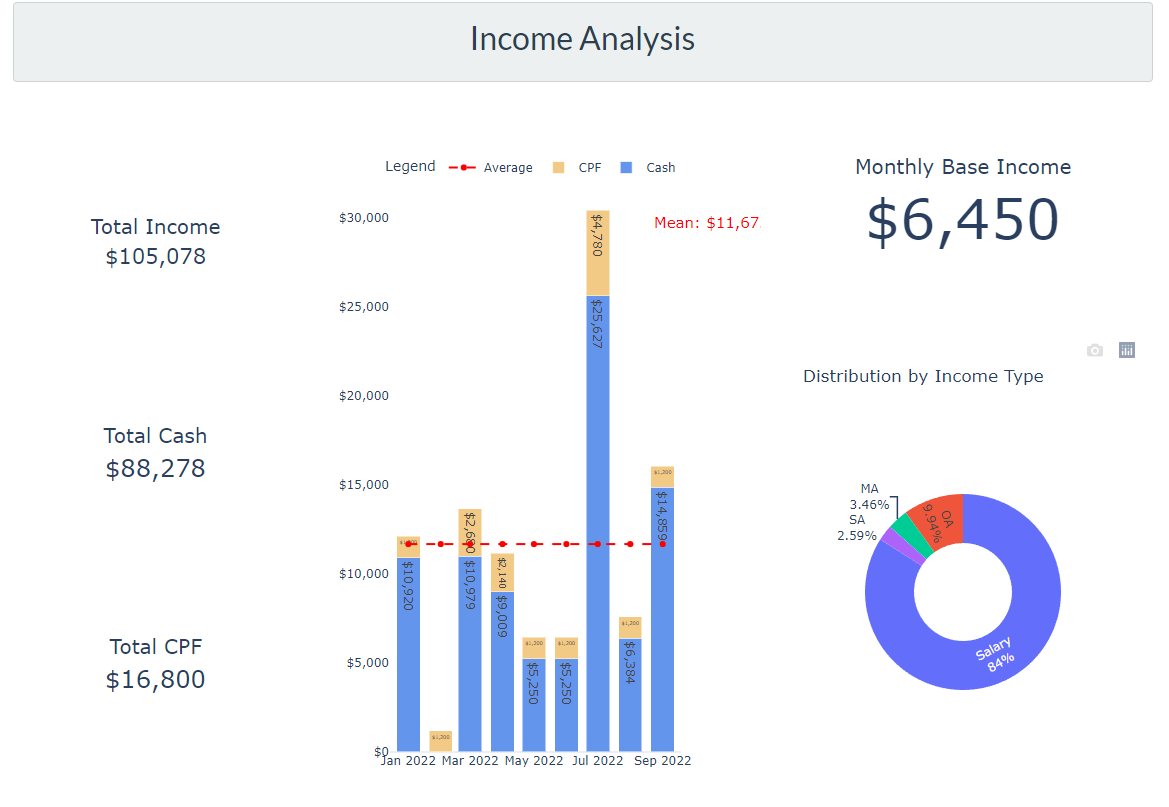 Income Analysis
Total Income
$105,078
Total Cash
$88,278
Total CPF
$16,800
Legend
Average
CPF
Cash
Mean: $11,67
$30,000
$25,000
$20,000
$15,000
$10,000
$5,000
$0
$10,920
$1,200
$2,680
$10,979
$2,140
$9,009
$1,200
$5,250
$1,200
$5,250
$4,780
$25,627
$1,200
$6,384
$1,200
$14,859
Jan 2022
Mar 2022
May 2022
Jul 2022
Sep 2022
Monthly Base Income
$6,450
Distribution by Income Type
MA
3.46%
SA
2.59%
OA
9.94%
Salary
84%